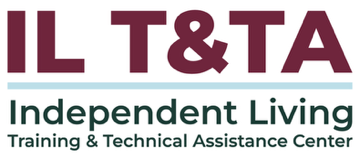 IL T&TA
Independent Living
Training & Technical Assistance Center